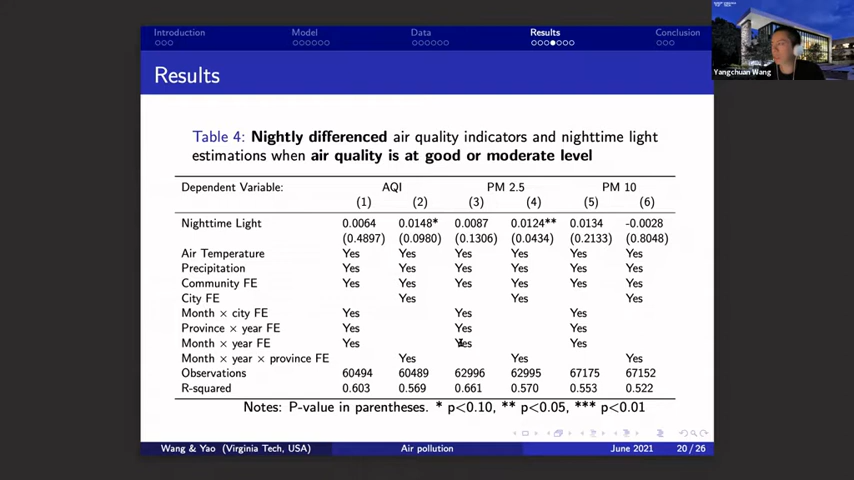 Introduction Model Data Results Conclusion
Yangchuan Wang
Results
Table 4: Nightly differenced air quality indicators and nighttime light
estimations when air quality is at good or moderate level
Dependent Variable: AQI PM 2.5 PM 10
(1) (2) (3) (4) (5) (6)
Nighttime Light 0.0064 0.0148* 0.0087 0.0124** 0.0134 -0.0028
(0.4897) (0.0980) (0.1306) (0.0434) (0.2133) (0.8048)
Air Temperature Yes Yes Yes Yes Yes Yes
Precipitation Yes Yes Yes Yes Yes Yes
Community FE Yes Yes Yes Yes Yes Yes
City FE Yes Yes Yes
Month × city FE Yes Yes Yes
Province × year FE Yes Yes Yes
Month × year FE Yes Yes Yes
Month × year × province FE Yes Yes Yes
Observations 60494 60489 62996 62995 67175 67152
R-squared 0.603 0.569 0.661 0.570 0.553 0.522
Notes: P-value in parentheses. * p<0.10, ** p<0.05, *** p<0.01
Wang & Yao (Virginia Tech, USA) Air pollution June 2021 20 / 26